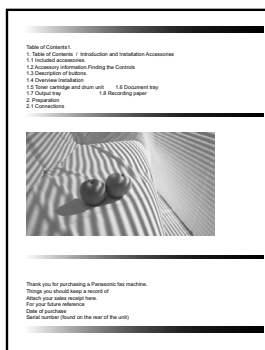 Table of Contents1.
1. Table of Contents / Introduction and Installation Accessories
1.1 Included accessories.
1.2 Accessory information.Finding the Controls
1.3 Description of buttons.
1.4 Overview Installation
1.5 Toner cartridge and drum unit 1.6 Document tray
1.7 Output tray 1.8 Recording paper
2. Preparation
2.1 Connections
Thank you for purchasing a Panasonic fax machine.
Things you should keep a record of
Attach your sales receipt here.
For your future reference
Date of purchase
Serial number (found on the rear of the unit)